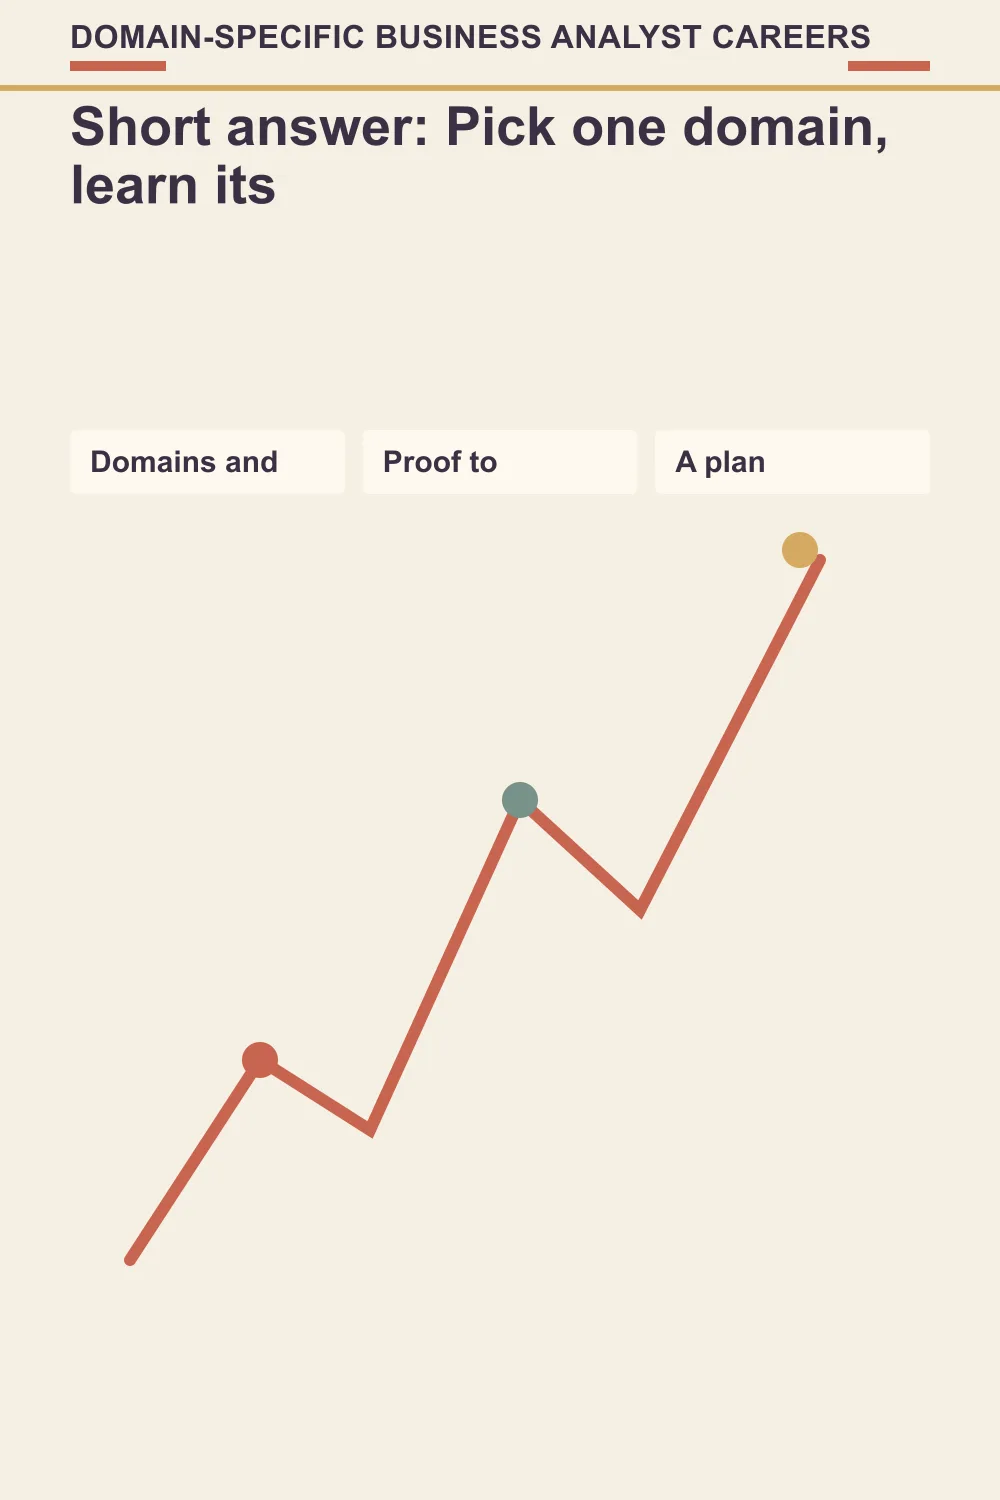 DOMAIN-SPECIFIC BUSINESS ANALYST CAREERS
Short answer: Pick one domain,
learn its
Domains and
Proof to
A plan